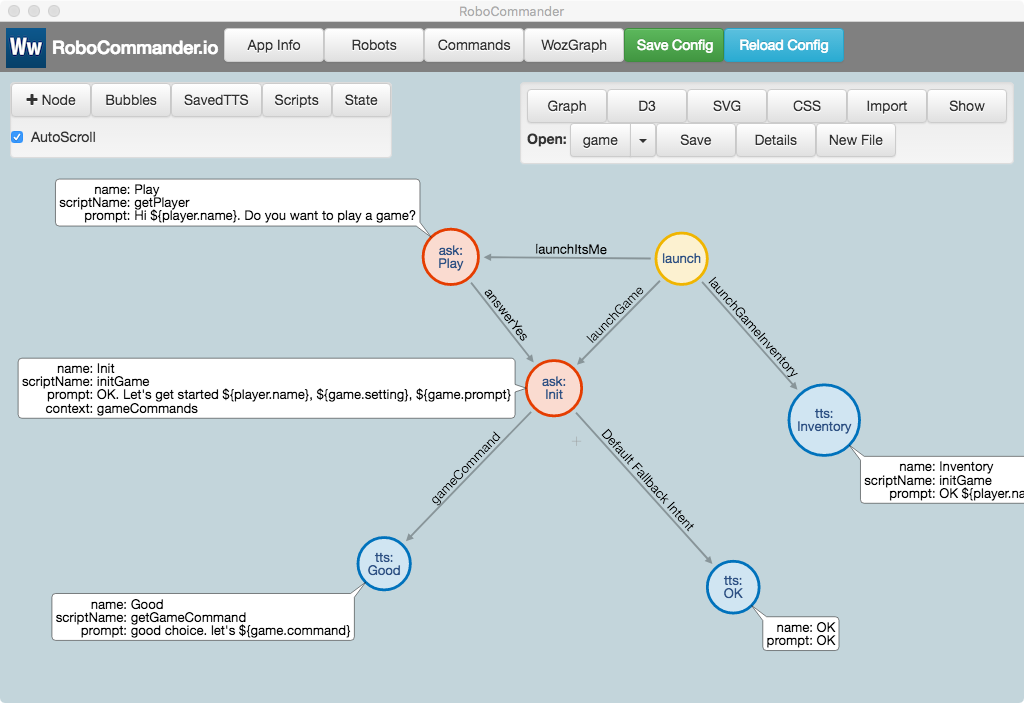 RoboCommander
Ww RoboCommander.io App Info Robots Commands WozGraph Save Config Reload Config
+ Node Bubbles SavedTTS Scripts State
AutoScroll
Graph D3 SVG CSS Import Show
Open: game Save Details New File
name: Play
scriptName: getPlayer
prompt: Hi ${player.name}. Do you want to play a game?
ask:
Play
launchItsMe
launch
answerYes
launchGame
launchGameInventory
name: Init
scriptName: initGame
prompt: OK. Let's get started ${player.name}, ${game.setting}, ${game.prompt}
context: gameCommands
ask:
Init
tts:
Inventory
name: Inventory
scriptName: initGame
prompt: OK ${player.na
gameCommand
Default Fallback Intent
tts:
Good
name: Good
scriptName: getGameCommand
prompt: good choice. let's ${game.command}
tts:
OK
name: OK
prompt: OK